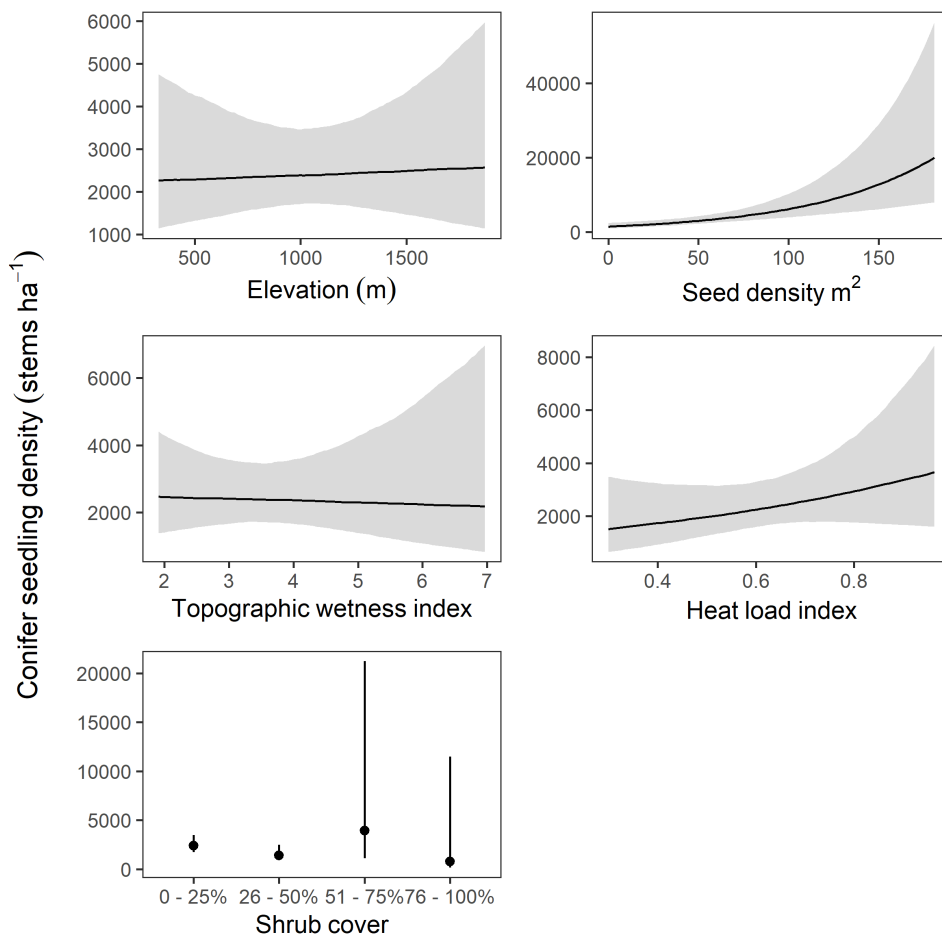 Conifer seedling density (stems ha⁻¹)
6000
5000
4000
3000
2000
1000
500 1000 1500
Elevation (m)
40000
20000
0
0 50 100 150
Seed density m²
6000
4000
2000
2 3 4 5 6 7
Topographic wetness index
8000
6000
4000
2000
0.4 0.6 0.8
Heat load index
20000
15000
10000
5000
0
0 - 25% 26 - 50% 51 - 75% 76 - 100%
Shrub cover